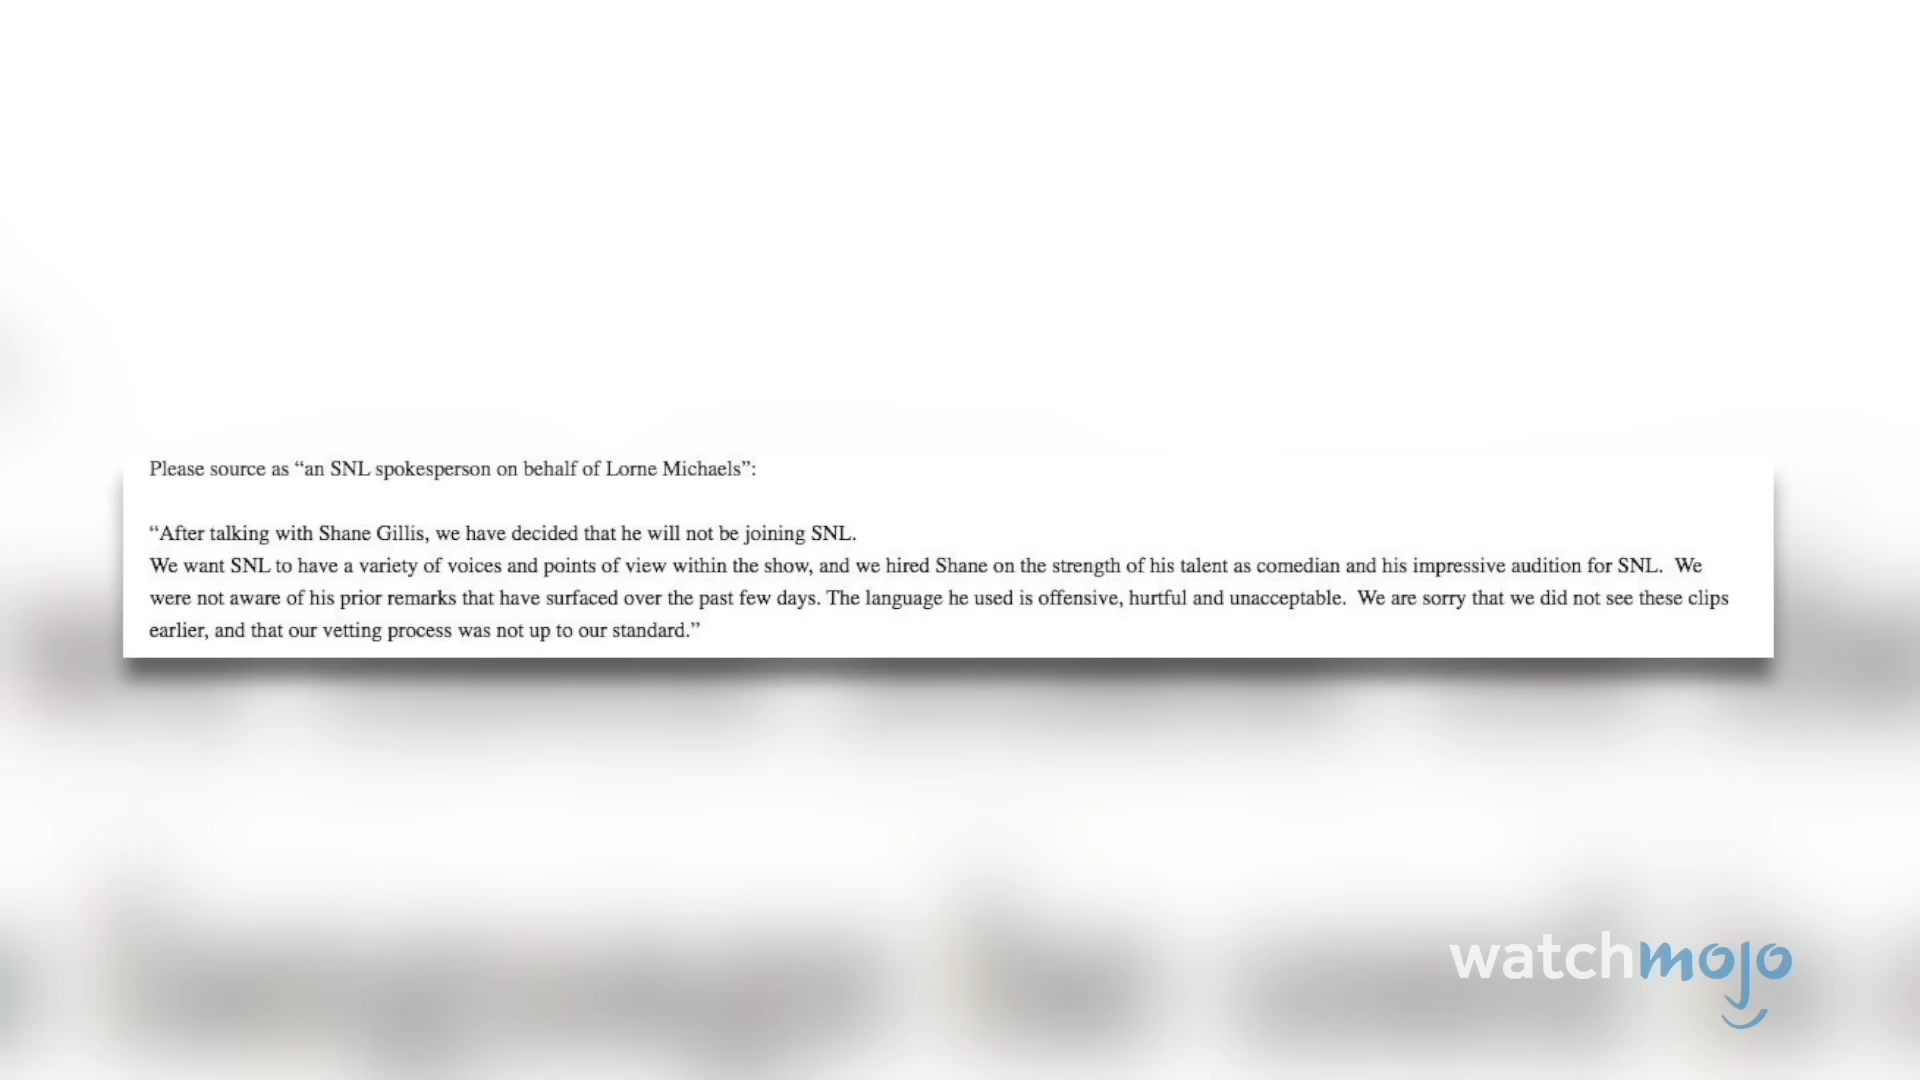 Please source as “an SNL spokesperson on behalf of Lorne Michaels”:
“After talking with Shane Gillis, we have decided that he will not be joining SNL.
We want SNL to have a variety of voices and points of view within the show, and we hired Shane on the strength of his talent as comedian and his impressive audition for SNL.  We
were not aware of his prior remarks that have surfaced over the past few days. The language he used is offensive, hurtful and unacceptable.  We are sorry that we did not see these clips
earlier, and that our vetting process was not up to our standard.”
watchmojo